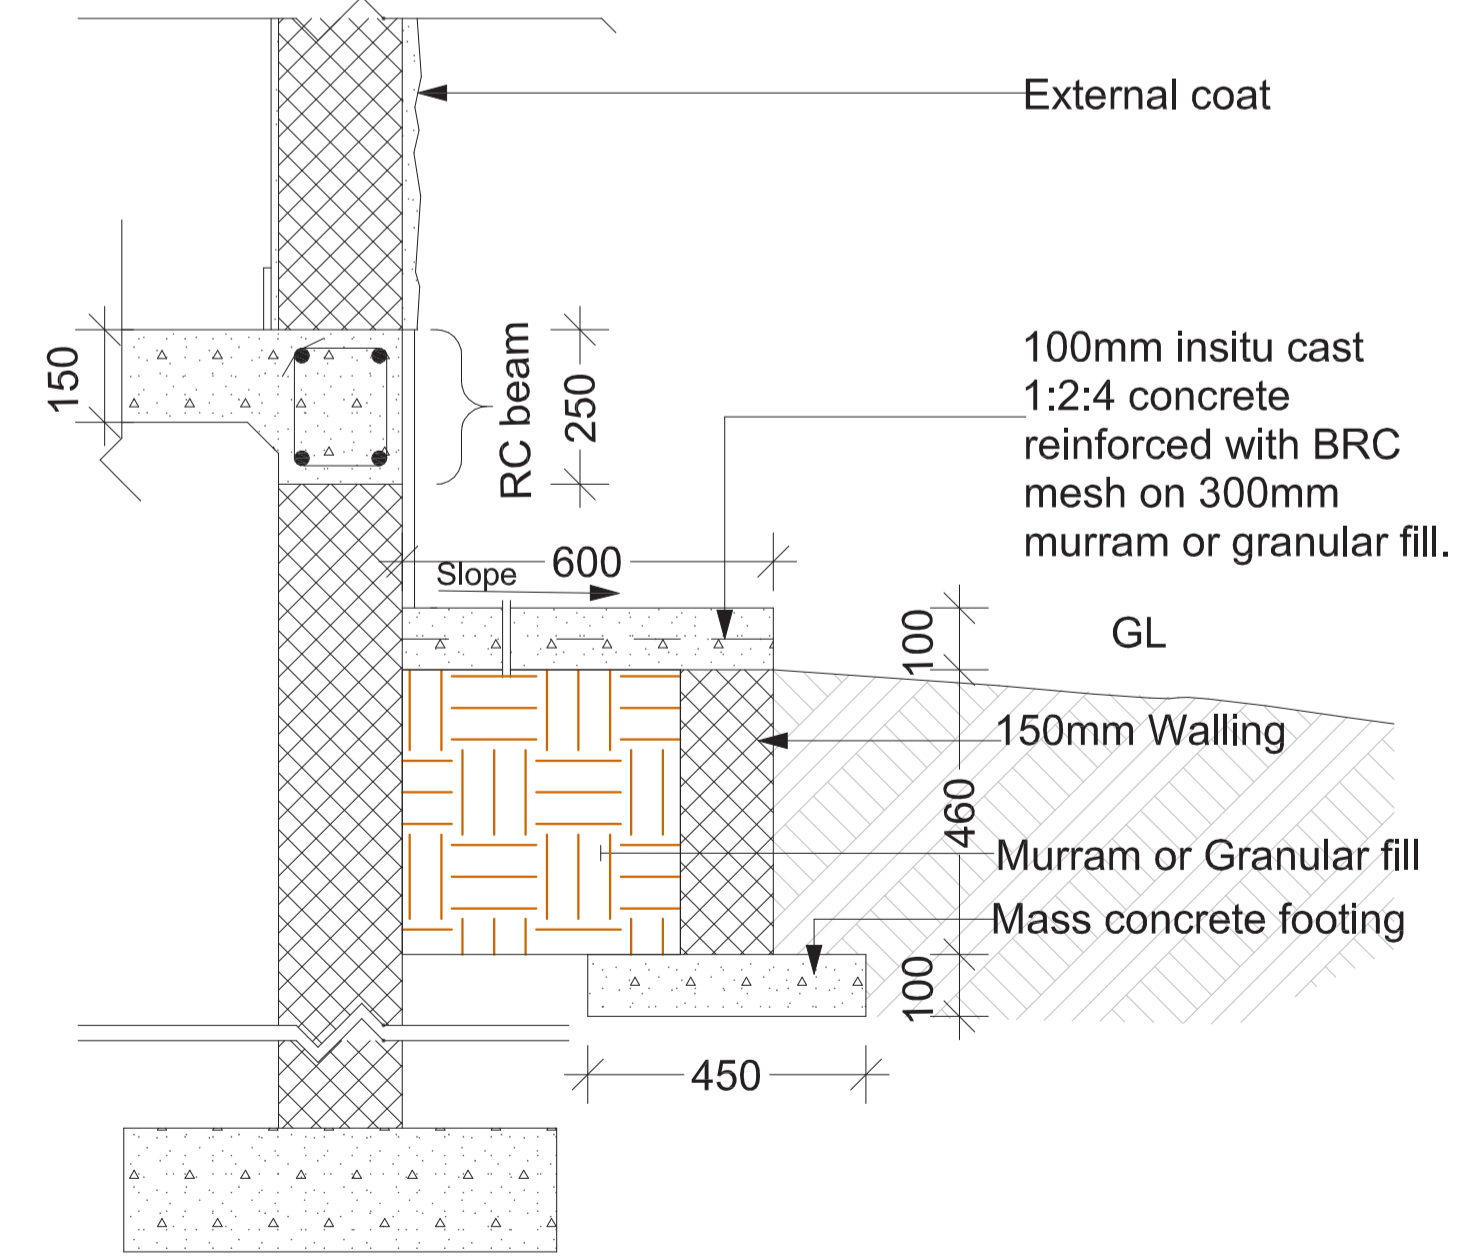 External coat
150
RC beam
250
100mm insitu cast
1:2:4 concrete
reinforced with BRC
mesh on 300mm
murram or granular fill.
600
Slope
100
GL
150mm Walling
460
Murram or Granular fill
Mass concrete footing
100
450